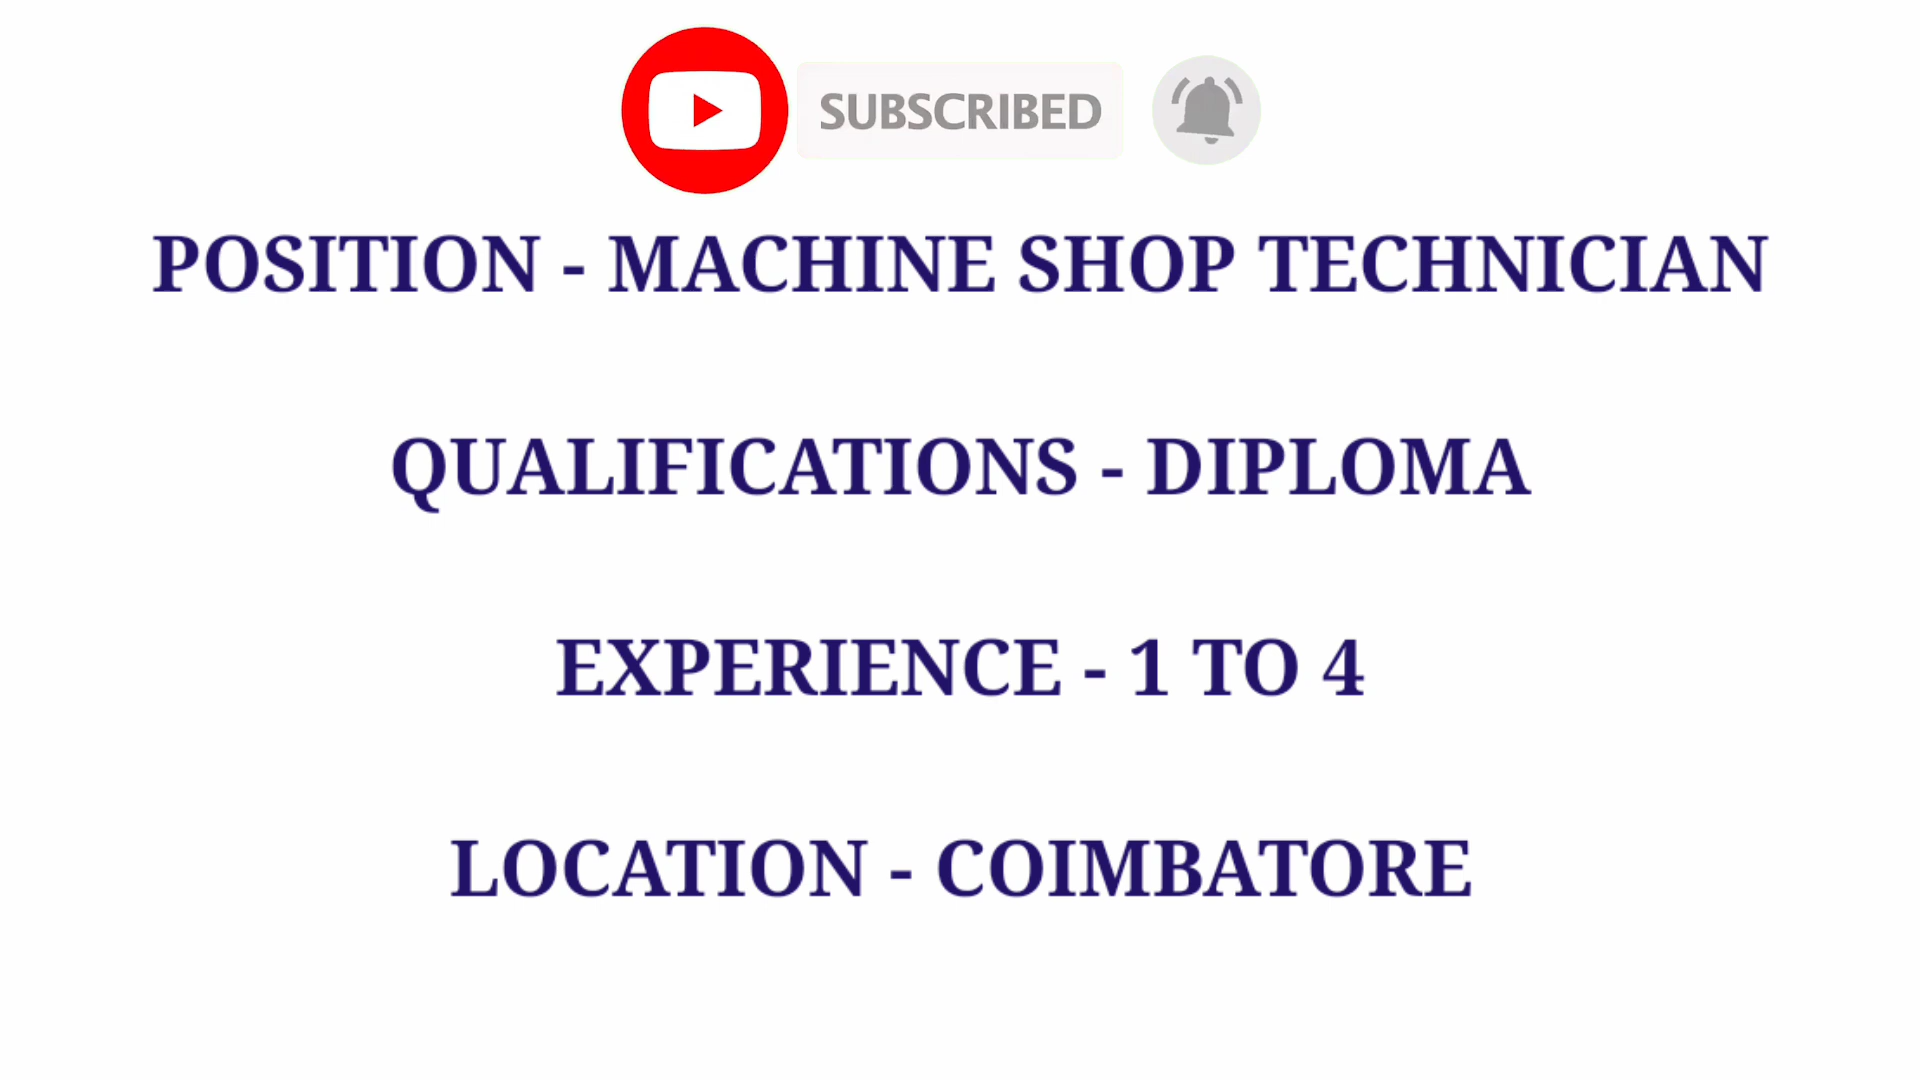 SUBSCRIBED
POSITION - MACHINE SHOP TECHNICIAN
QUALIFICATIONS - DIPLOMA
EXPERIENCE - 1 TO 4
LOCATION - COIMBATORE